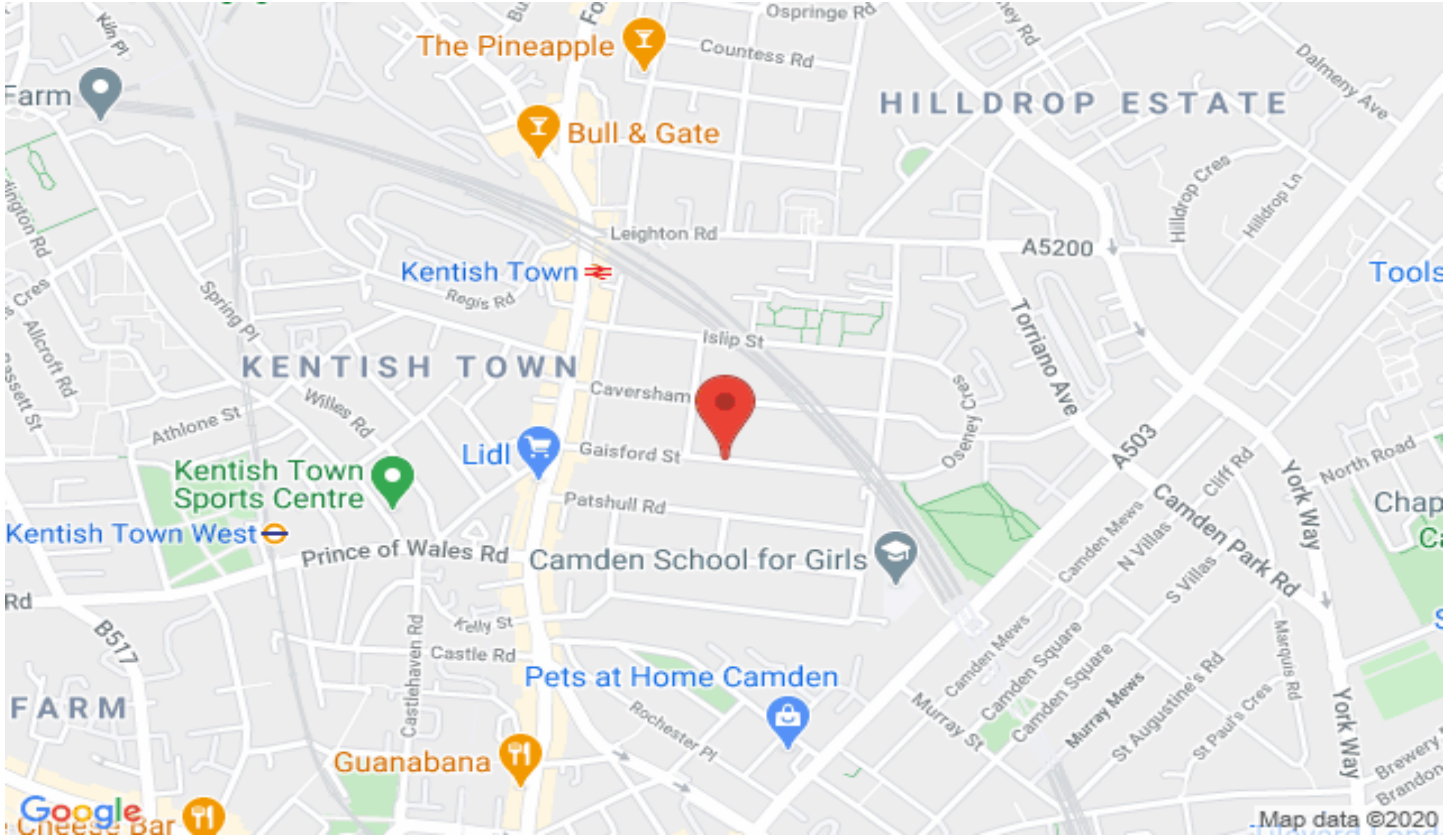 Kiln Pl
Ospringe Rd
The Pineapple
Countess Rd
Dalmeny Ave
Farm
HILLDROP ESTATE
Bull & Gate
Hilldrop Cres
Hilldrop Ln
Leighton Rd
A5200
Kentish Town
Tools
Regis Rd
Spring Pl
Cres
Allcroft Rd
Islip St
Torriano Ave
KENTISH TOWN
Willes Rd
Caversham
Oseney Cres
Athlone St
Lidl
Gaisford St
A503
Cliff Rd
North Road
Kentish Town
Sports Centre
Patshull Rd
York Way
Chap
Camden Mews
N Villas
Camden Park Rd
Kentish Town West
Prince of Wales Rd
Camden School for Girls
S Villas
Rd
B517
Castlehaven Rd
Kelly St
Castle Rd
Camden Mews
Camden Square
Camden Square
Marquis Rd
Pets at Home Camden
FARM
Rochester Pl
Murray St
Murray Mews
St Augustine's Rd
St Paul's Cres
York Way
Guanabana
Brewery
Brandon
Google
Cheese Bar
Map data ©2020